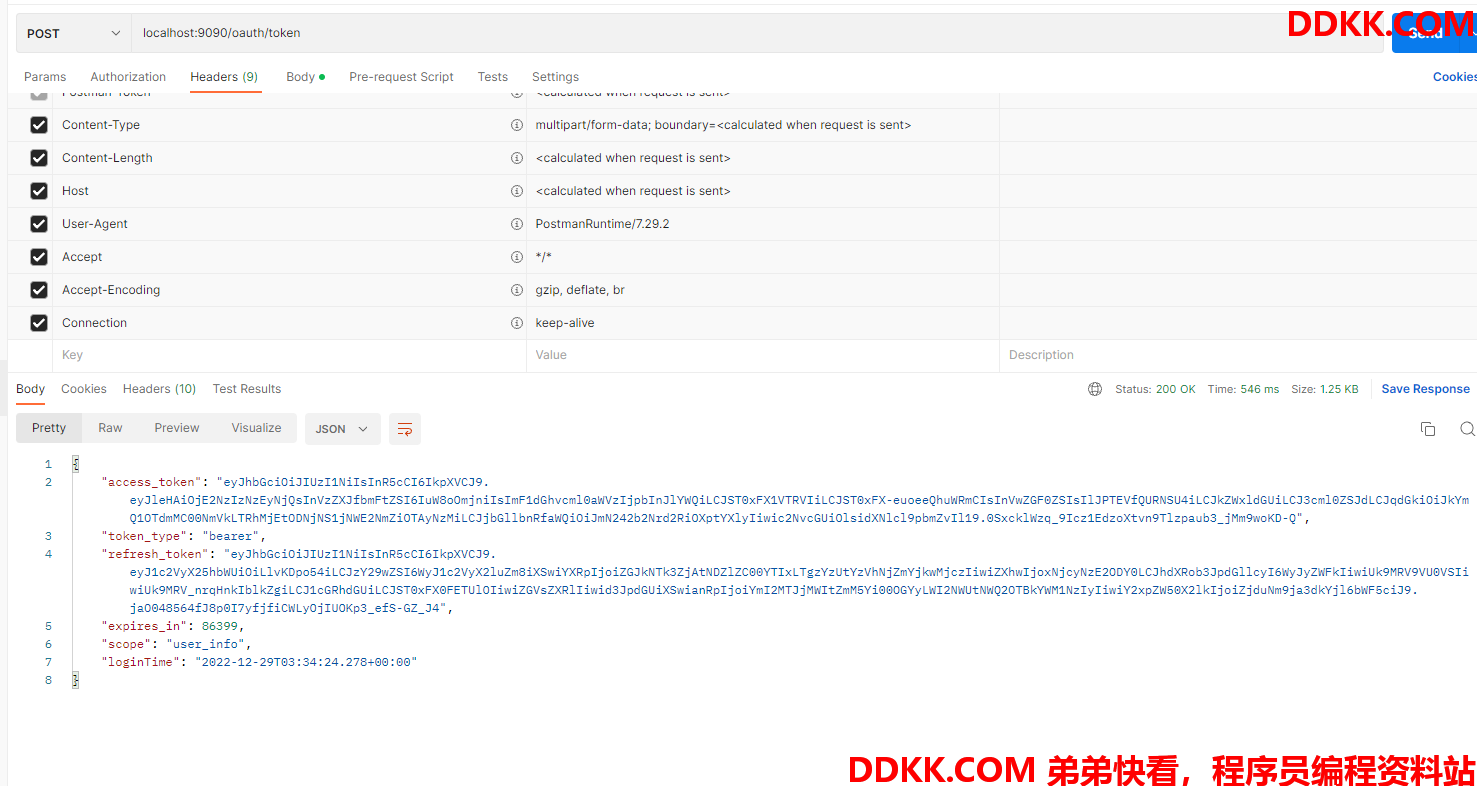 POST
localhost:9090/oauth/token
DDKK.COM
Send
Params Authorization Headers (9) Body Pre-request Script Tests Settings Cookies
Postman-Token <calculated when request is sent>
Content-Type multipart/form-data; boundary=<calculated when request is sent>
Content-Length <calculated when request is sent>
Host <calculated when request is sent>
User-Agent PostmanRuntime/7.29.2
Accept */*
Accept-Encoding gzip, deflate, br
Connection keep-alive
Key Value Description
Body Cookies Headers (10) Test Results Status: 200 OK Time: 546 ms Size: 1.25 KB Save Response
Pretty Raw Preview Visualize JSON
1 {
2 "access_token": "eyJhbGciOiJIUzI1NiIsInR5cCI6IkpXVCJ9.
3 "token_type": "bearer",
4 "refresh_token": "eyJhbGciOiJIUzI1NiIsInR5cCI6IkpXVCJ9.
5 "expires_in": 86399,
6 "scope": "user_info",
7 "loginTime": "2022-12-29T03:34:24.278+00:00"
8 }
DDKK.COM 弟弟快看，程序员编程资料站